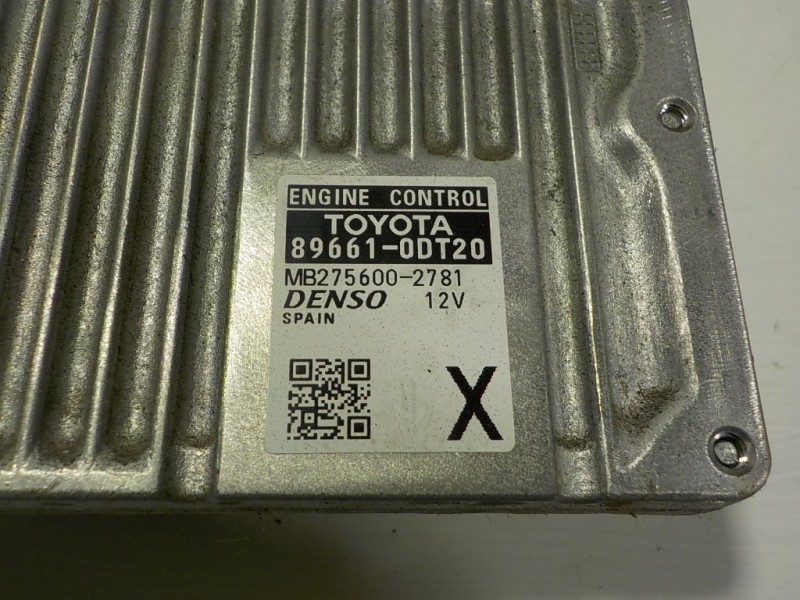 ENGINE CONTROL
TOYOTA
89661-0DT20
MB275600-2781
DENSO 12V
SPAIN
X